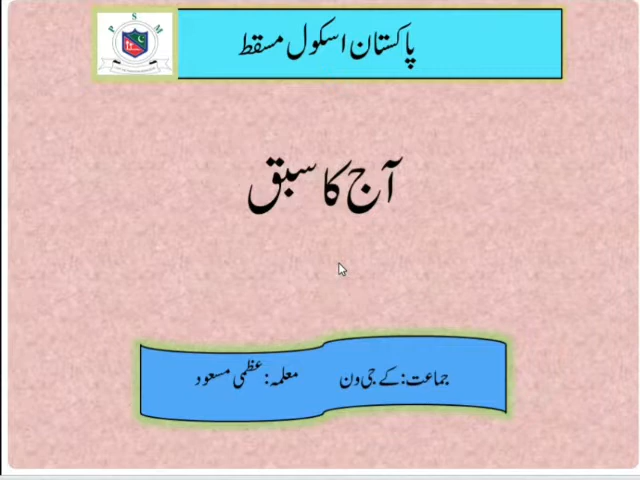 P S M
پاکستان اسکول مسقط
آج کا سبق
جماعت: کے جی ون
معلمہ: عظمی مسعود